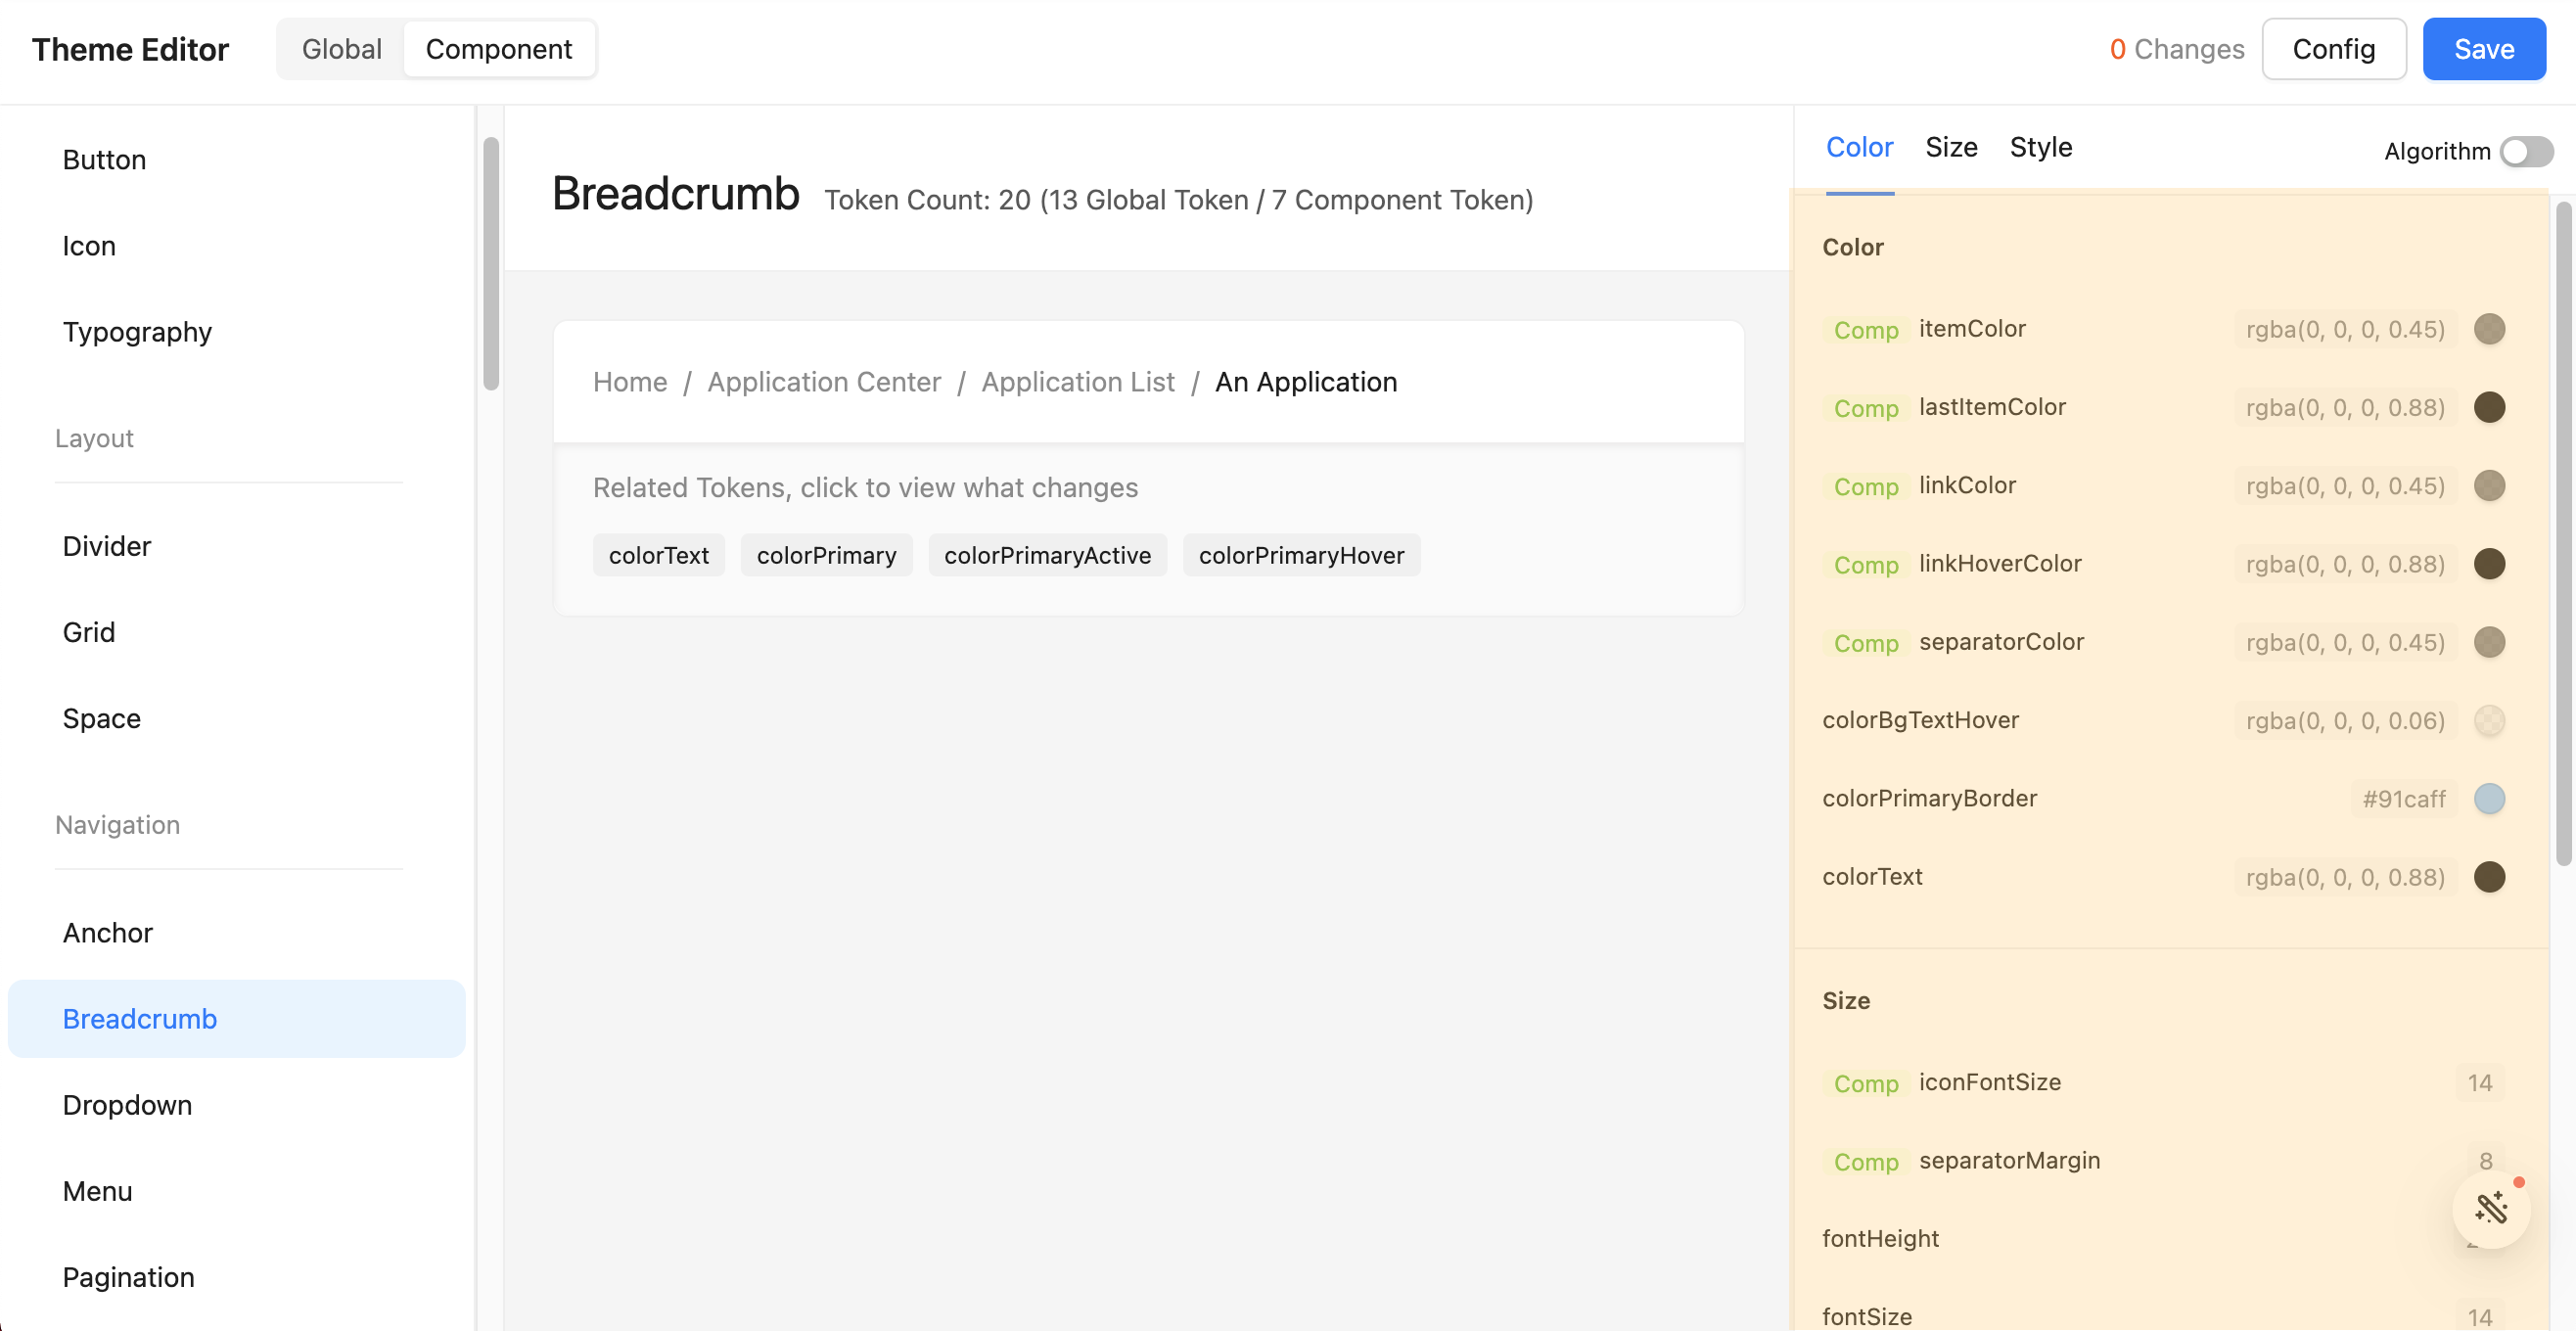 Theme Editor Global Component 0 Changes Config Save
Button
Icon
Typography
Layout
Divider
Grid
Space
Navigation
Anchor
Breadcrumb
Dropdown
Menu
Pagination
Breadcrumb Token Count: 20 (13 Global Token / 7 Component Token)
Home / Application Center / Application List / An Application
Related Tokens, click to view what changes
colorText colorPrimary colorPrimaryActive colorPrimaryHover
Color Size Style Algorithm
Color
Comp itemColor rgba(0, 0, 0, 0.45)
Comp lastItemColor rgba(0, 0, 0, 0.88)
Comp linkColor rgba(0, 0, 0, 0.45)
Comp linkHoverColor rgba(0, 0, 0, 0.88)
Comp separatorColor rgba(0, 0, 0, 0.45)
colorBgTextHover rgba(0, 0, 0, 0.06)
colorPrimaryBorder #91caff
colorText rgba(0, 0, 0, 0.88)
Size
Comp iconFontSize 14
Comp separatorMargin 8
fontHeight
fontSize 14